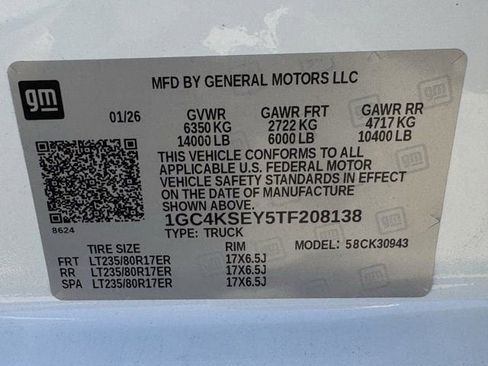 gm
MFD BY GENERAL MOTORS LLC
01/26 GVWR GAWR FRT GAWR RR
6350 KG 2722 KG 4717 KG
14000 LB 6000 LB 10400 LB
THIS VEHICLE CONFORMS TO ALL
APPLICABLE U.S. FEDERAL MOTOR
VEHICLE SAFETY STANDARDS IN EFFECT
ON THE DATE OF MANUFACTURE
SHOWN ABOVE.
1GC4KSEY5TF208138
8624
TYPE: TRUCK MODEL: 58CK30943
TIRE SIZE RIM
FRT LT235/80R17ER 17X6.5J
RR LT235/80R17ER 17X6.5J
SPA LT235/80R17ER 17X6.5J